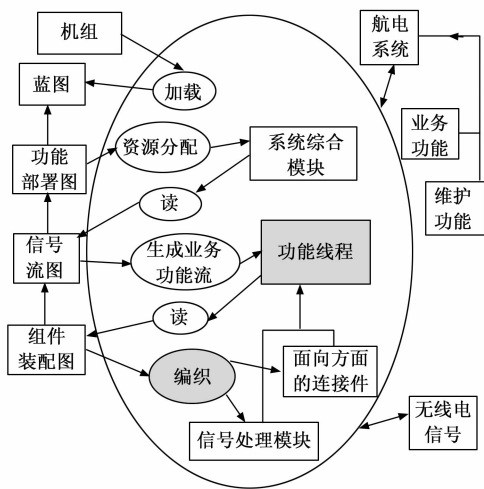 机组
航电
系统
蓝图
加载
业务
功能
功能
部署图
资源分配
系统综合
模块
维护
功能
读
信号
流图
生成业务
功能流
功能线程
读
组件
装配图
编织
面向方面
的连接件
无线电
信号
信号处理模块